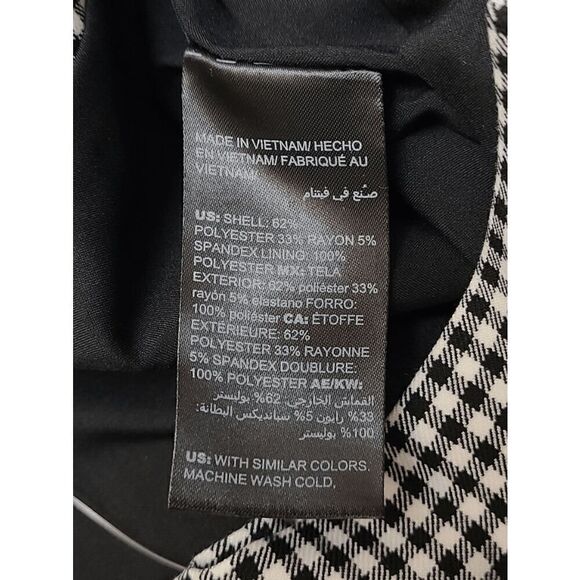 MADE IN VIETNAM/ HECHO
EN VIETNAM/ FABRIQUÉ AU
VIETNAM/
صنع في فيتنام
US: SHELL: 62%
POLYESTER 33% RAYON 5%
SPANDEX LINING: 100%
POLYESTER MX: TELA
EXTERIOR: 62% poliéster 33%
rayón 5% elastano FORRO:
100% poliéster CA: ÉTOFFE
EXTÉRIEURE: 62%
POLYESTER 33% RAYONNE
5% SPANDEX DOUBLURE:
100% POLYESTER AE/KW:
القماش الخارجي: 62% بوليستر
33% رايون 5% سباندیکس البطانة:
100% بوليستر
US: WITH SIMILAR COLORS.
MACHINE WASH COLD,